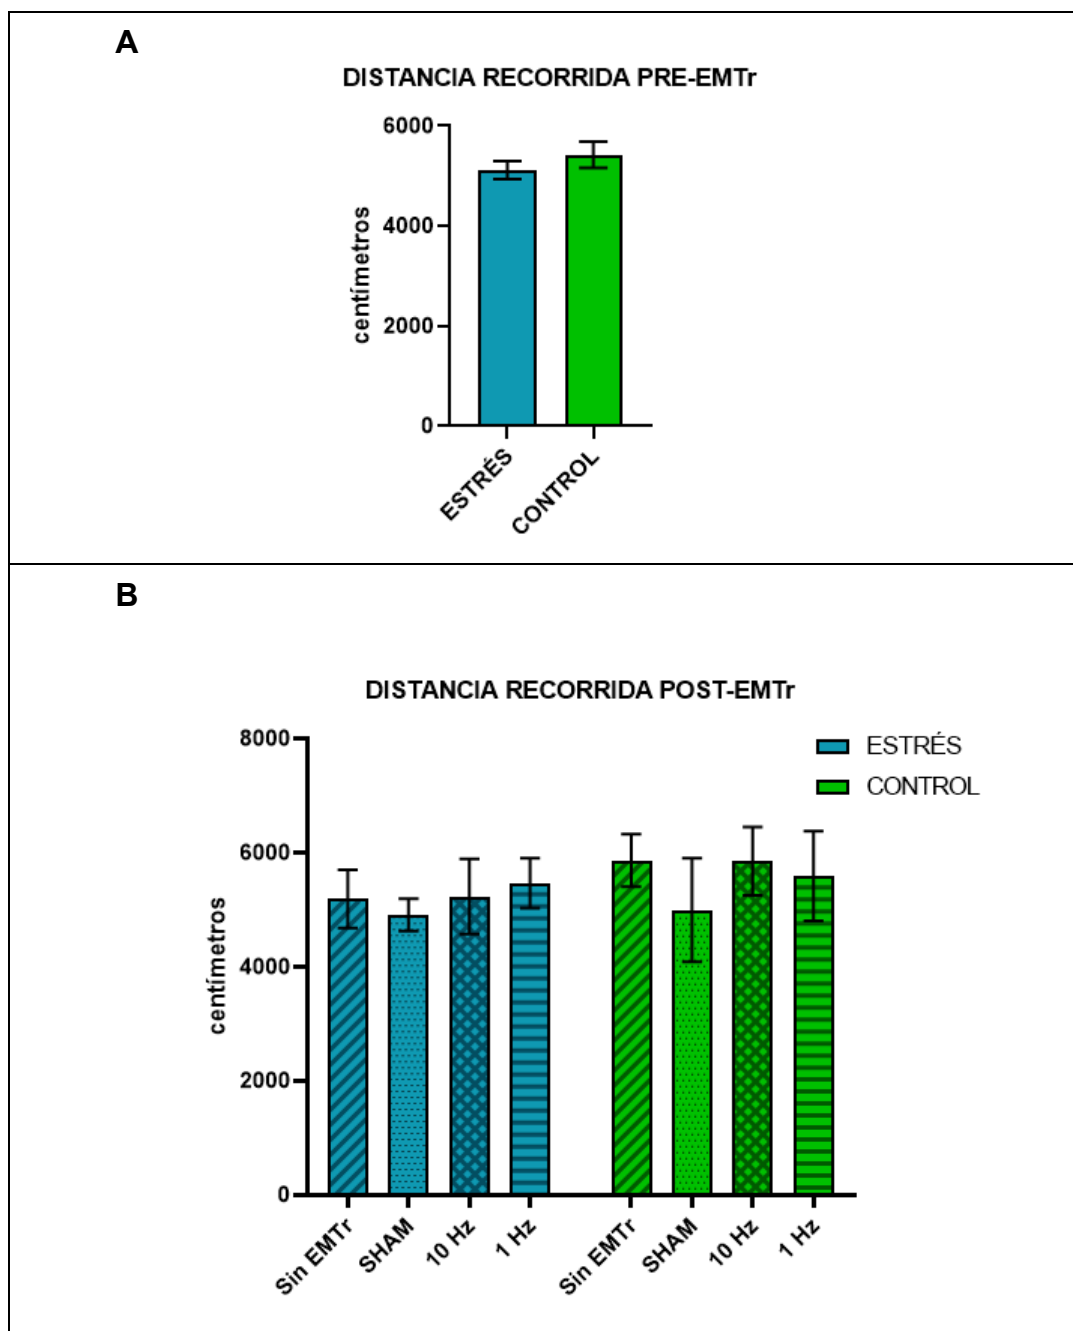 A
DISTANCIA RECORRIDA PRE-EMTr
6000
4000
2000
0
centímetros
ESTRÉS
CONTROL
B
DISTANCIA RECORRIDA POST-EMTr
ESTRÉS
CONTROL
8000
6000
4000
2000
0
centímetros
Sin EMTr
SHAM
10 Hz
1 Hz
Sin EMTr
SHAM
10 Hz
1 Hz